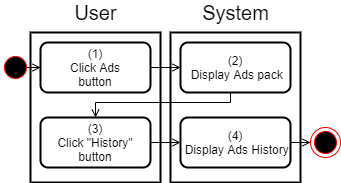 User
System
(1)
Click Ads
button
(2)
Display Ads pack
(3)
Click "History"
button
(4)
Display Ads History